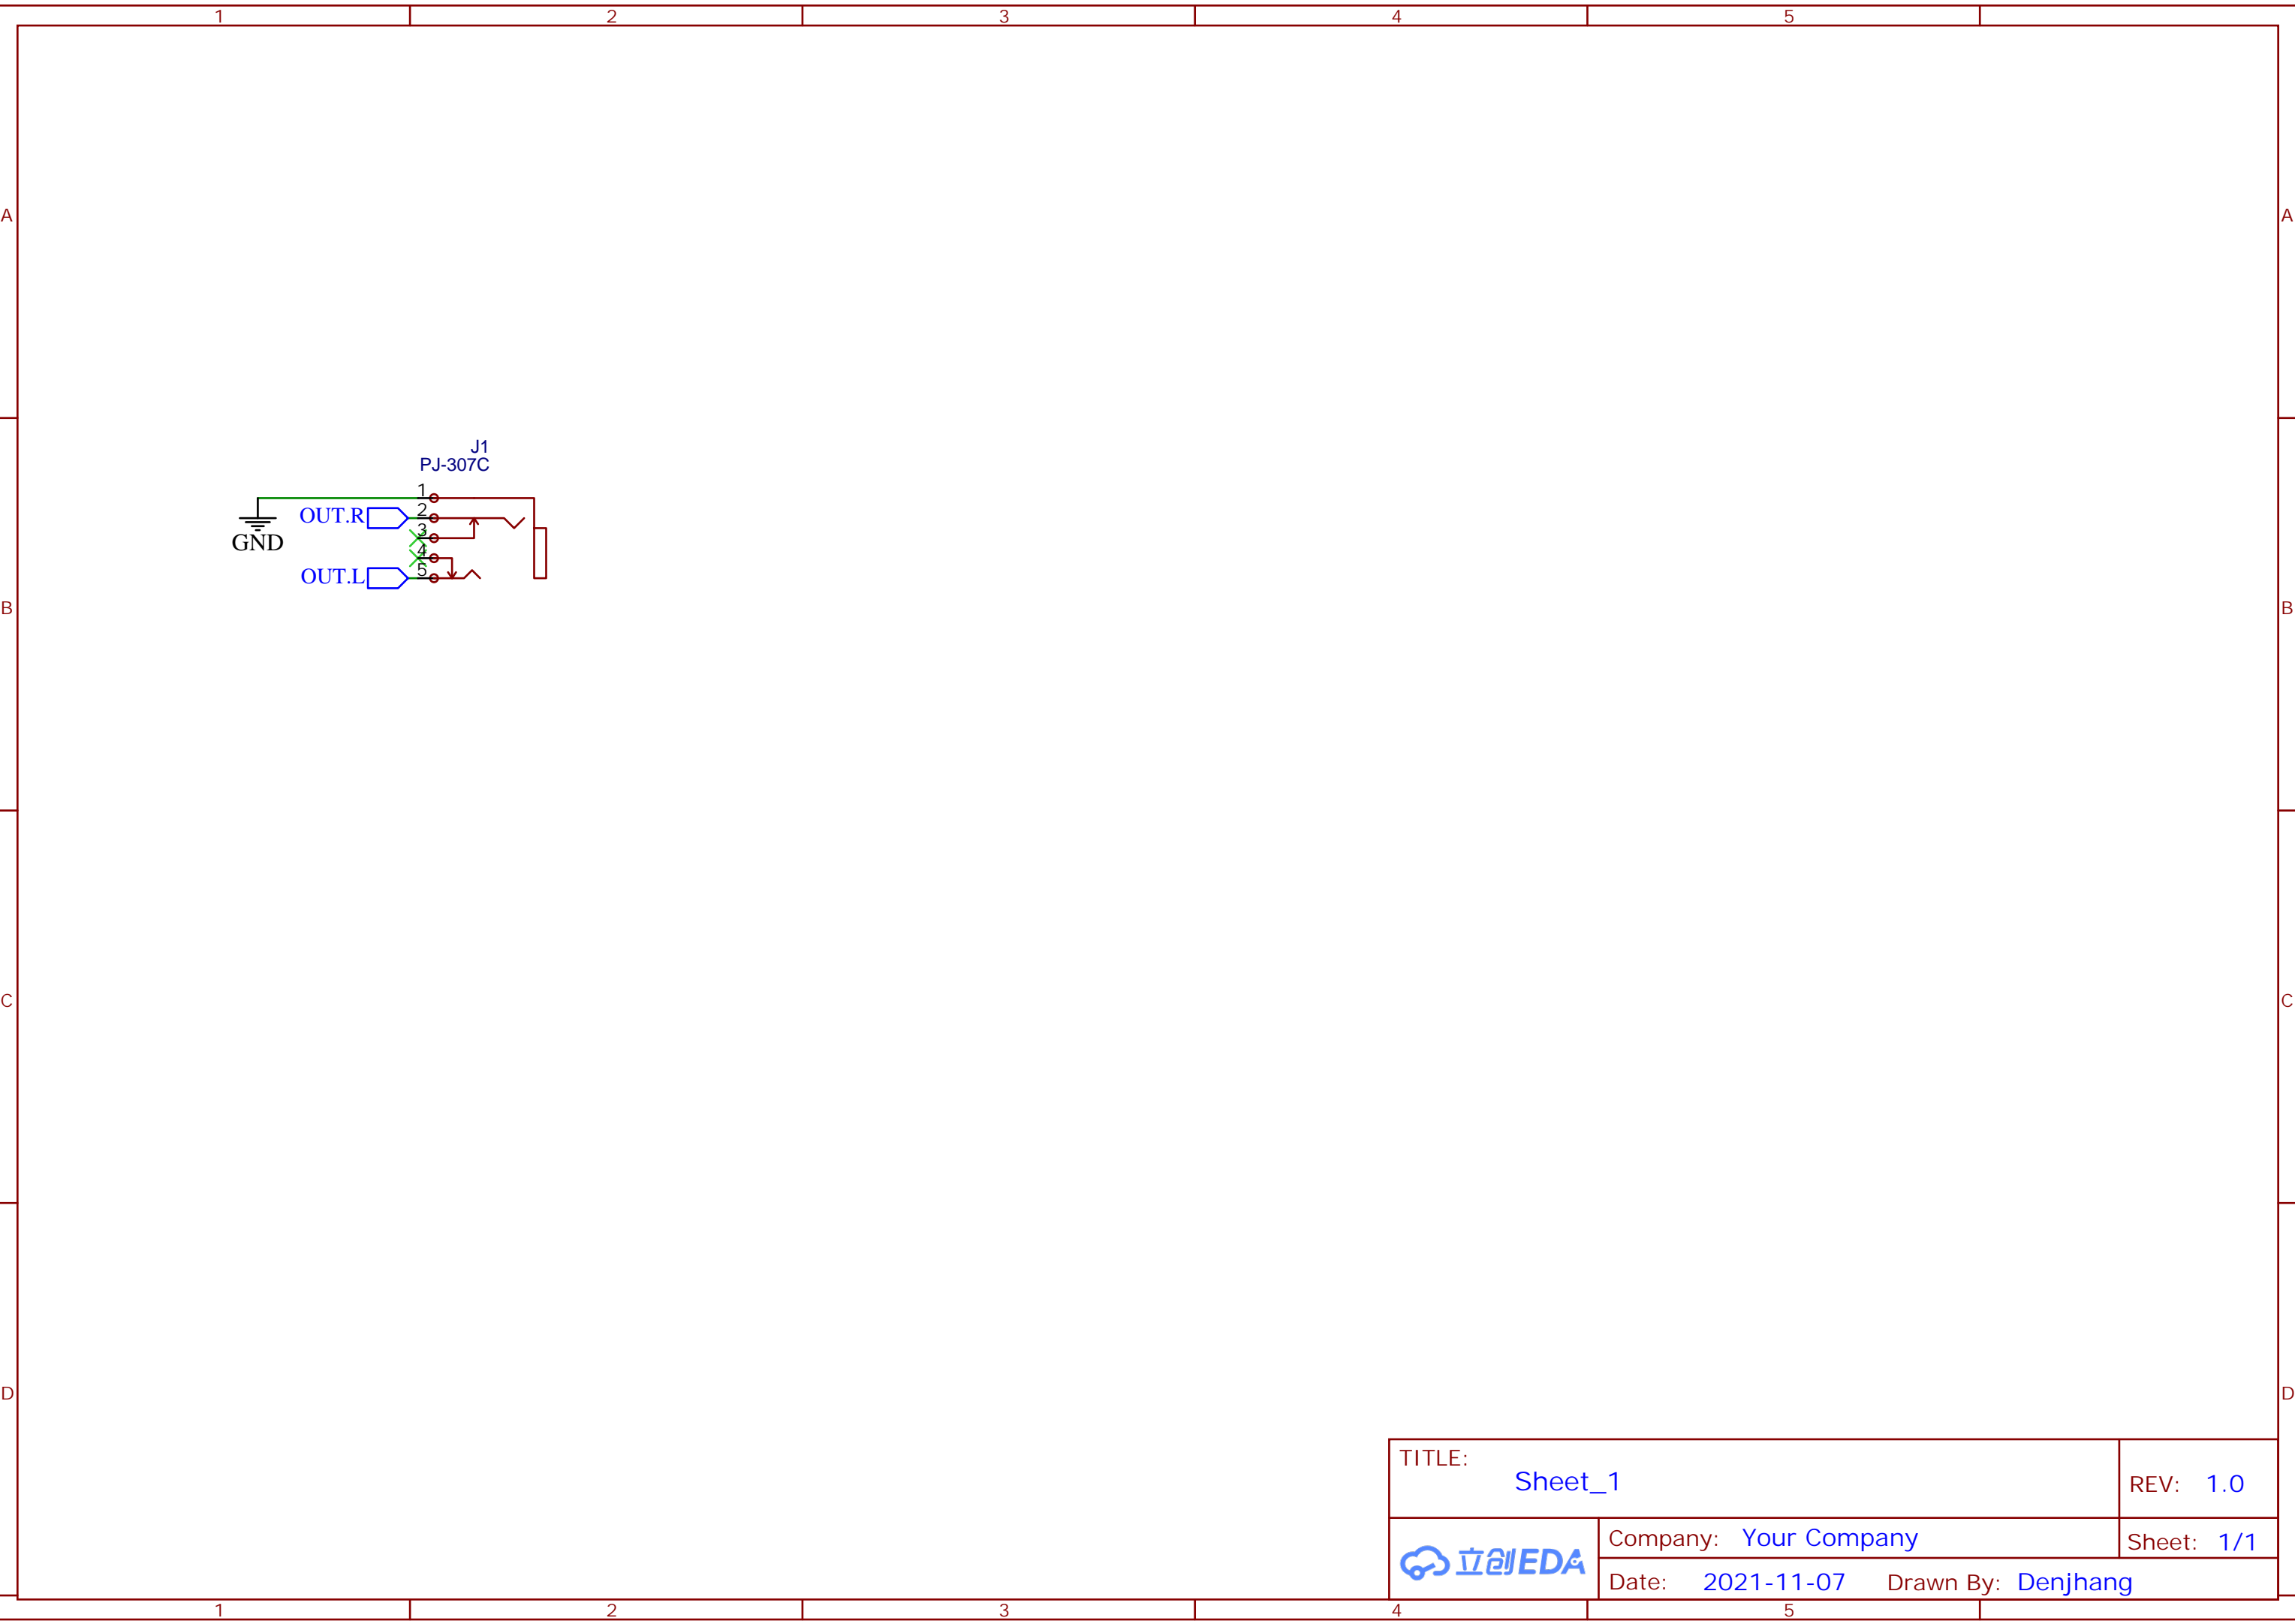 1 2 3 4 5
A A
J1
PJ-307C
1
OUT.R 2
3
GND
4
OUT.L 5
B B
C C
D D
TITLE:
Sheet_1
REV: 1.0
立创EDA
Company: Your Company
Sheet: 1/1
Date: 2021-11-07 Drawn By: Denjhang
1 2 3 4 5